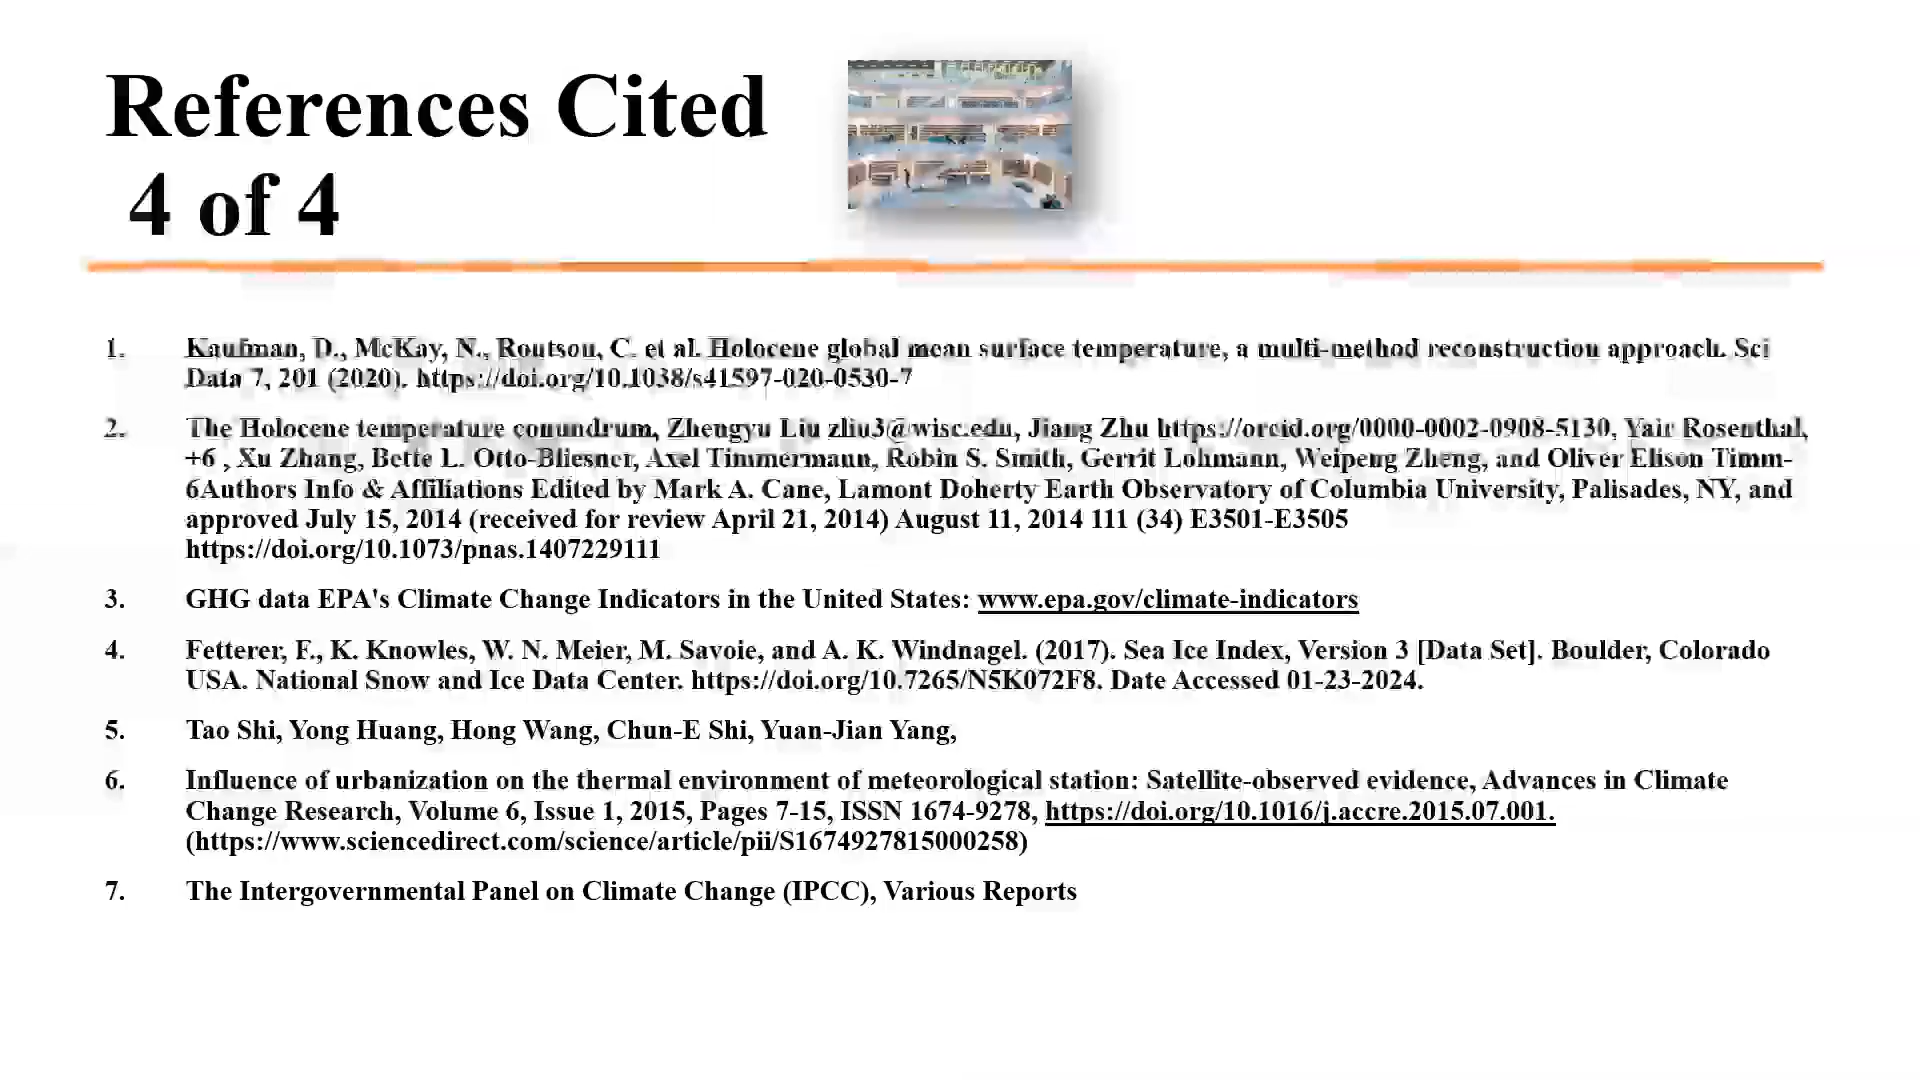 References Cited
4 of 4
1. Kaufman, D., McKay, N., Routson, C. et al. Holocene global mean surface temperature, a multi-method reconstruction approach. Sci
Data 7, 201 (2020). https://doi.org/10.1038/s41597-020-0530-7
2. The Holocene temperature conundrum, Zhengyu Liu zliu3@wisc.edu, Jiang Zhu https://orcid.org/0000-0002-0908-5130, Yair Rosenthal,
+6 , Xu Zhang, Bette L. Otto-Bliesner, Axel Timmermann, Robin S. Smith, Gerrit Lohmann, Weipeng Zheng, and Oliver Elison Timm-
6Authors Info & Affiliations Edited by Mark A. Cane, Lamont Doherty Earth Observatory of Columbia University, Palisades, NY, and
approved July 15, 2014 (received for review April 21, 2014) August 11, 2014 111 (34) E3501-E3505
https://doi.org/10.1073/pnas.1407229111
3. GHG data EPA's Climate Change Indicators in the United States: www.epa.gov/climate-indicators
4. Fetterer, F., K. Knowles, W. N. Meier, M. Savoie, and A. K. Windnagel. (2017). Sea Ice Index, Version 3 [Data Set]. Boulder, Colorado
USA. National Snow and Ice Data Center. https://doi.org/10.7265/N5K072F8. Date Accessed 01-23-2024.
5. Tao Shi, Yong Huang, Hong Wang, Chun-E Shi, Yuan-Jian Yang,
6. Influence of urbanization on the thermal environment of meteorological station: Satellite-observed evidence, Advances in Climate
Change Research, Volume 6, Issue 1, 2015, Pages 7-15, ISSN 1674-9278, https://doi.org/10.1016/j.accre.2015.07.001.
(https://www.sciencedirect.com/science/article/pii/S1674927815000258)
7. The Intergovernmental Panel on Climate Change (IPCC), Various Reports